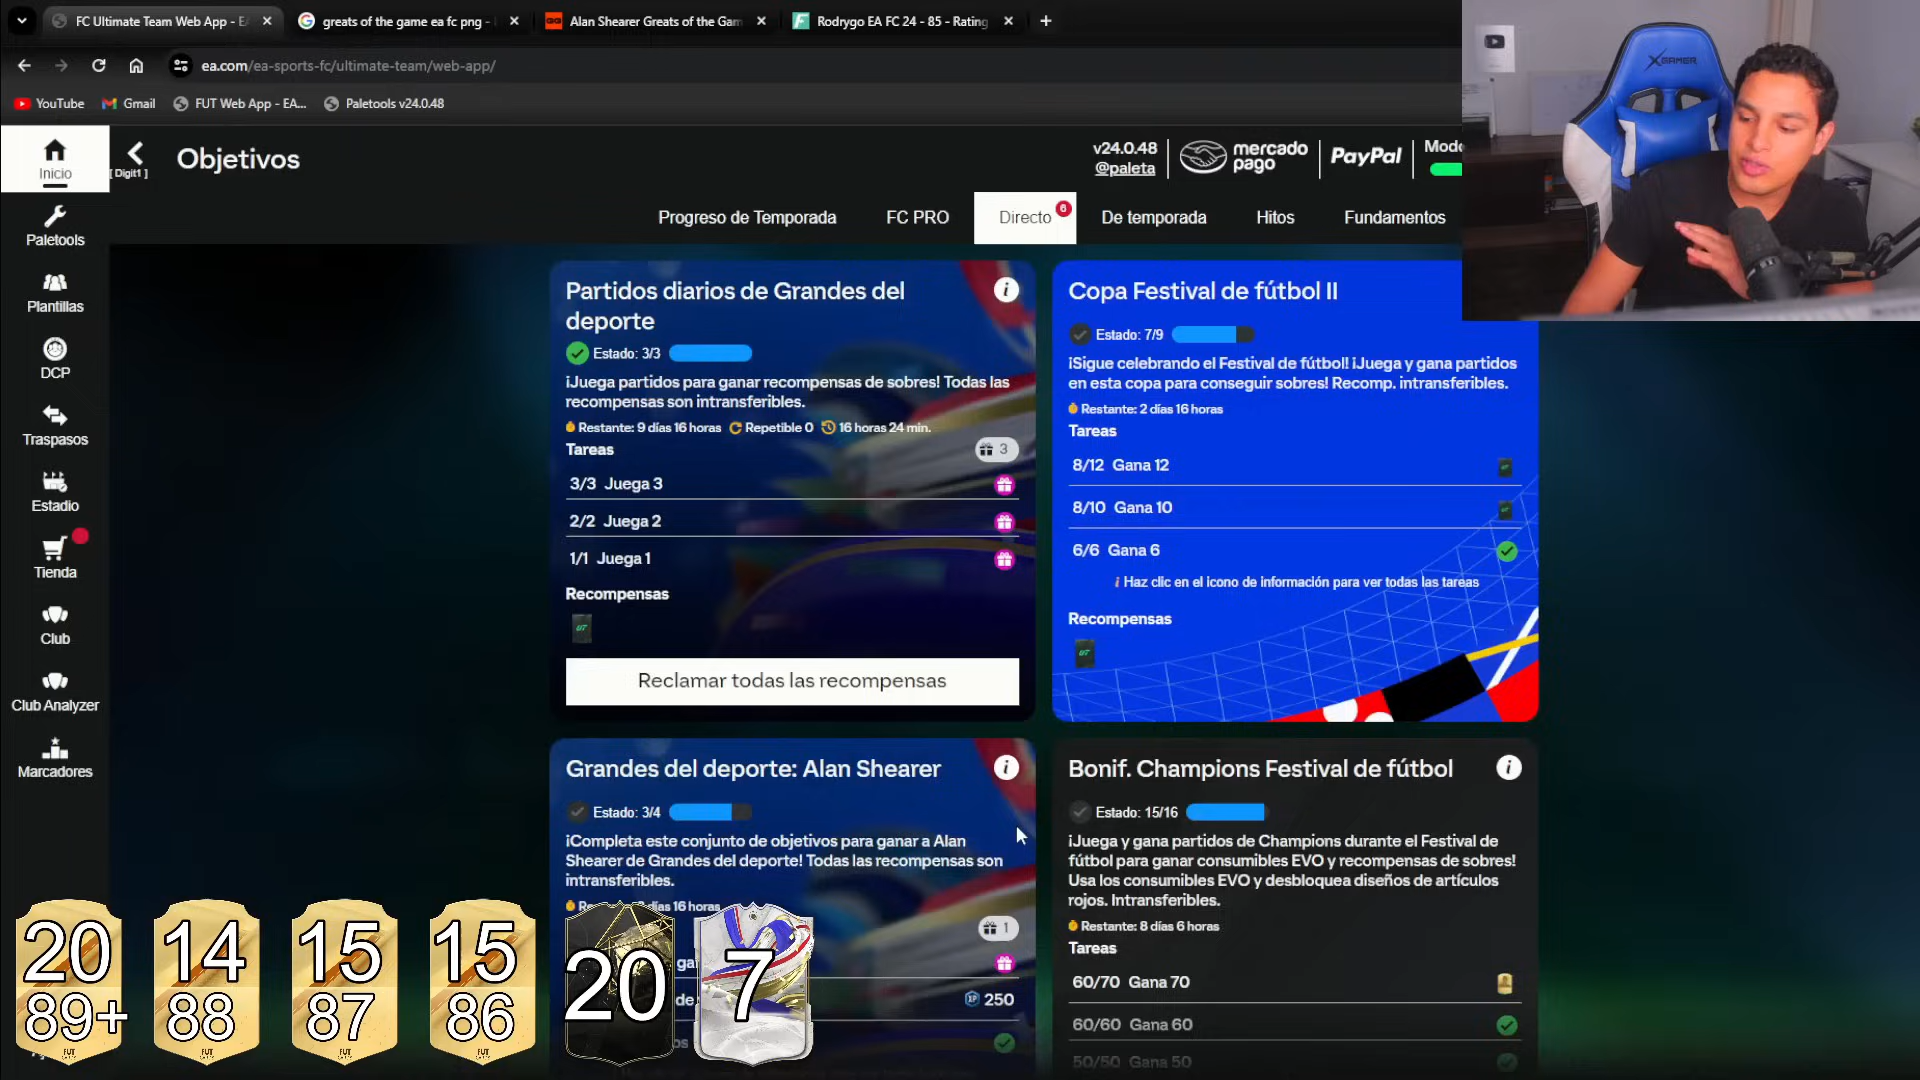 FC Ultimate Team Web App - E
greats of the game ea fc png -
Alan Shearer Greats of the Gam
Rodrygo EA FC 24 - 85 - Rating
ea.com/ea-sports-fc/ultimate-team/web-app/
YouTube
Gmail
FUT Web App - EA...
Paletools v24.0.48
Inicio
[ Digit1 ]
Objetivos
v24.0.48
@paleta
mercado
pago
PayPal
Modo
XGAMER
Paletools
Plantillas
DCP
Traspasos
Estadio
Tienda
Club
Club Analyzer
Marcadores
Progreso de Temporada
FC PRO
Directo
6
De temporada
Hitos
Fundamentos
Partidos diarios de Grandes del
deporte
Estado: 3/3
¡Juega partidos para ganar recompensas de sobres! Todas las
recompensas son intransferibles.
Restante: 9 días 16 horas Repetible 0 16 horas 24 min.
Tareas
3
3/3 Juega 3
2/2 Juega 2
1/1 Juega 1
Recompensas
UT
Reclamar todas las recompensas
Copa Festival de fútbol II
Estado: 7/9
¡Sigue celebrando el Festival de fútbol! ¡Juega y gana partidos
en esta copa para conseguir sobres! Recomp. intransferibles.
Restante: 2 días 16 horas
Tareas
8/12 Gana 12
8/10 Gana 10
6/6 Gana 6
Haz clic en el icono de información para ver todas las tareas
Recompensas
UT
Grandes del deporte: Alan Shearer
Estado: 3/4
¡Completa este conjunto de objetivos para ganar a Alan
Shearer de Grandes del deporte! Todas las recompensas son
intransferibles.
días 16 horas
1
250
Bonif. Champions Festival de fútbol
Estado: 15/16
¡Juega y gana partidos de Champions durante el Festival de
fútbol para ganar consumibles EVO y recompensas de sobres!
Usa los consumibles EVO y desbloquea diseños de artículos
rojos. Intransferibles.
Restante: 8 días 6 horas
Tareas
60/70 Gana 70
60/60 Gana 60
50/50 Gana 50
20
89+
14
88
15
87
15
86
20
7